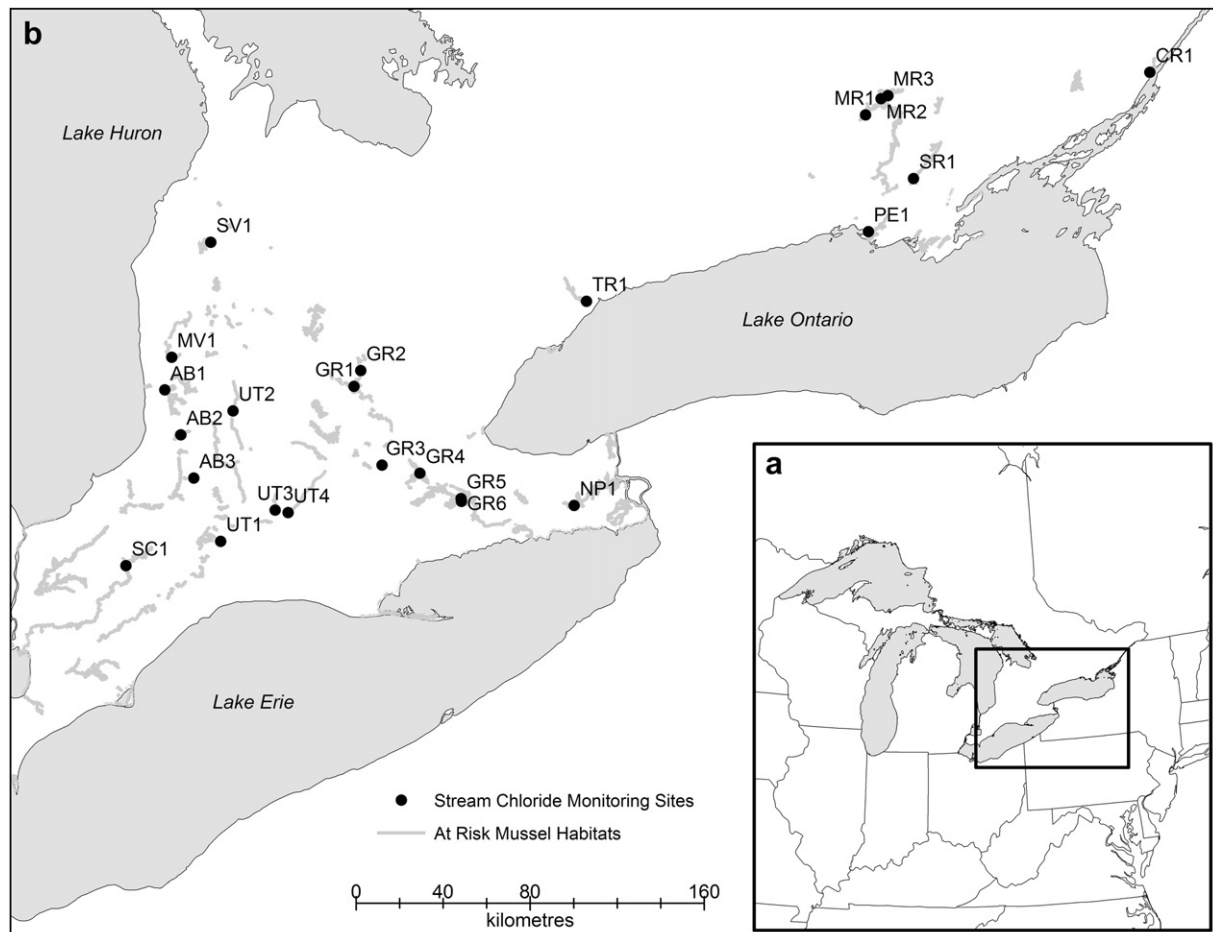 b
Lake Huron
CR1
MR3
MR1
MR2
SR1
PE1
SV1
TR1
Lake Ontario
MV1
AB1
GR2
GR1
UT2
AB2
AB3
GR3
GR4
GR5
GR6
NP1
UT3
UT4
UT1
SC1
Lake Erie
Stream Chloride Monitoring Sites
At Risk Mussel Habitats
0 40 80 160
kilometres
a